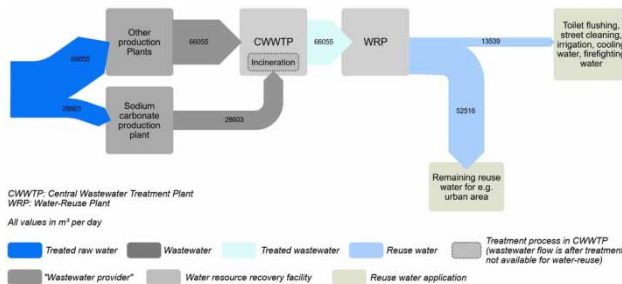 Other
production
Plants
66055
66055
CWWTP
Incineration
66055
WRP
13539
Toilet flushing,
street cleaning,
irrigation, cooling
water, firefighting
water
28603
Sodium
carbonate
production
plant
28603
52516
Remaining reuse
water for e.g.
urban area
CWWTP: Central Wastewater Treatment Plant
WRP: Water-Reuse Plant
All values in m³ per day
Treated raw water
Wastewater
Treated wastewater
Reuse water
Treatment process in CWWTP
(wastewater flow is after treatment
not available for water-reuse)
"Wastewater provider"
Water resource recovery facility
Reuse water application